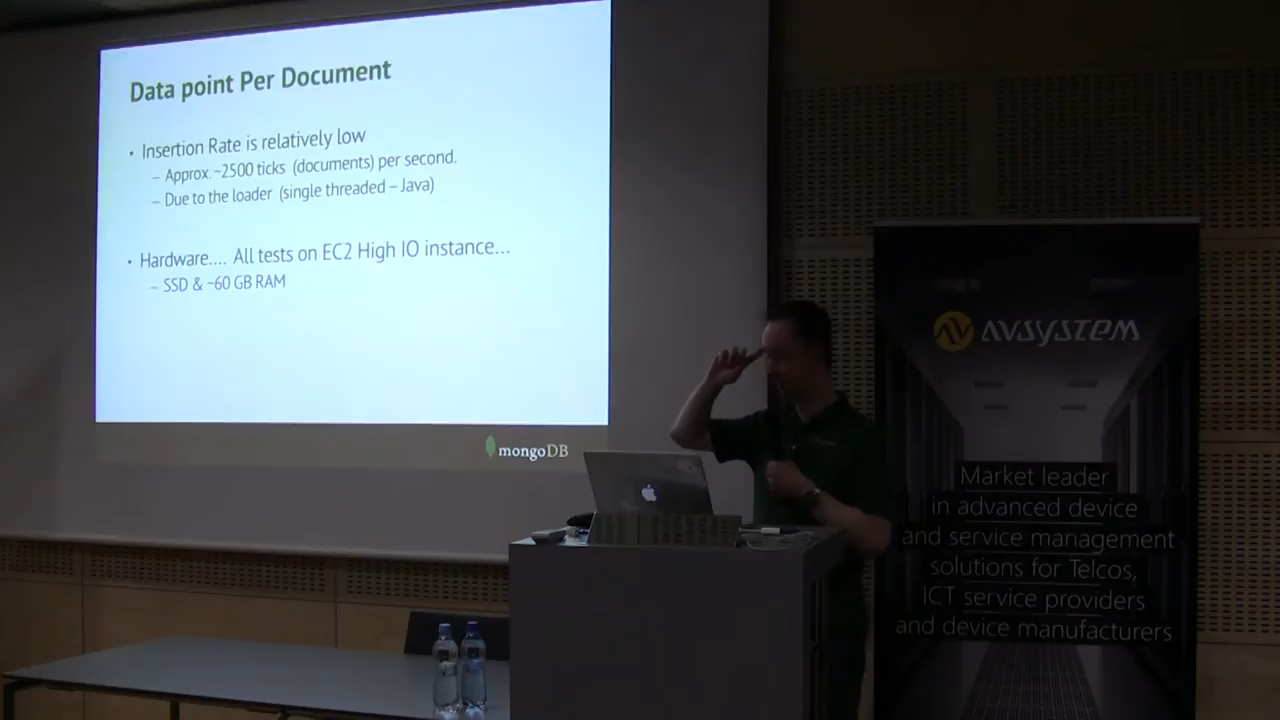 Data point Per Document
• Insertion Rate is relatively low
– Approx. ~2500 ticks (documents) per second.
– Due to the loader (single threaded – Java)
• Hardware.... All tests on EC2 High IO instance...
– SSD & ~60 GB RAM
mongoDB
AVSYSTEM
Market leader
in advanced device
and service management
solutions for Telcos,
ICT service providers
and device manufacturers